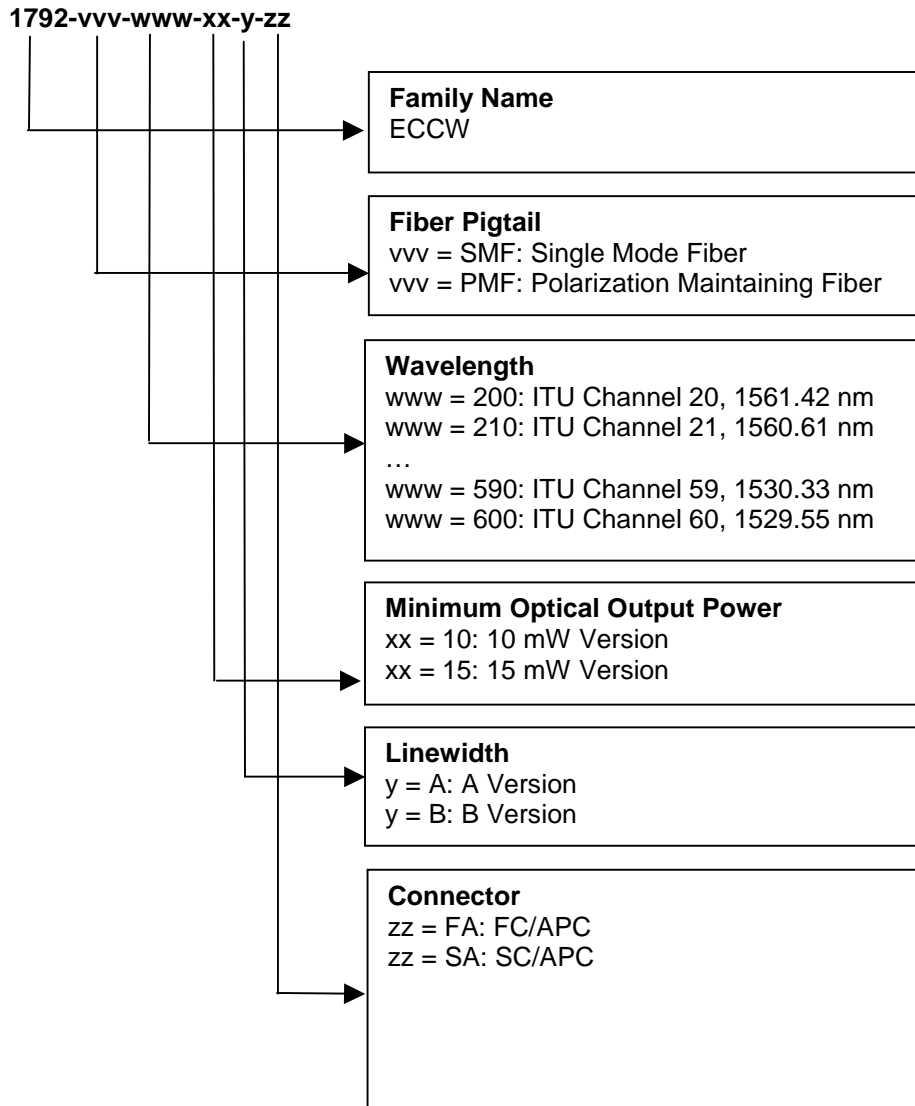 1792-vvv-www-xx-y-zz
Family Name
ECCW
Fiber Pigtail
vvv = SMF: Single Mode Fiber
vvv = PMF: Polarization Maintaining Fiber
Wavelength
www = 200: ITU Channel 20, 1561.42 nm
www = 210: ITU Channel 21, 1560.61 nm
…
www = 590: ITU Channel 59, 1530.33 nm
www = 600: ITU Channel 60, 1529.55 nm
Minimum Optical Output Power
xx = 10: 10 mW Version
xx = 15: 15 mW Version
Linewidth
y = A: A Version
y = B: B Version
Connector
zz = FA: FC/APC
zz = SA: SC/APC